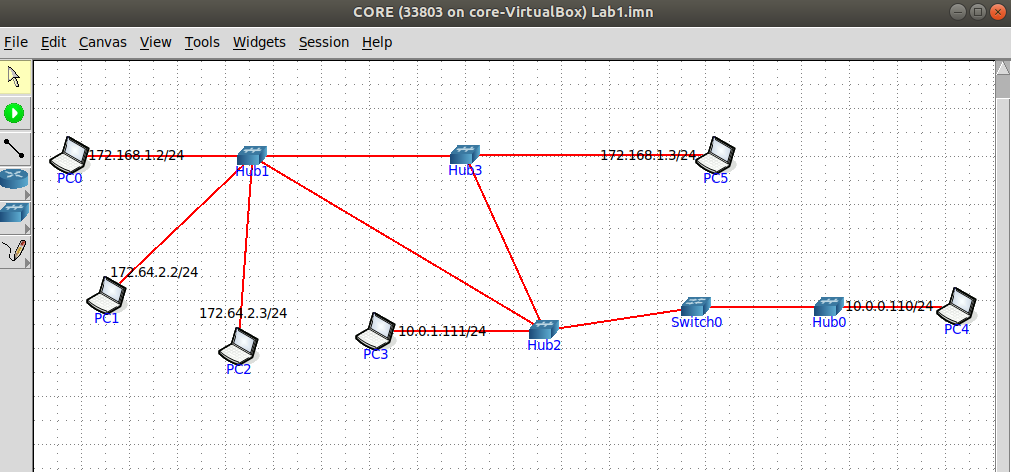 CORE (33803 on core-VirtualBox) Lab1.imn
File Edit Canvas View Tools Widgets Session Help
172.168.1.2/24
172.168.1.3/24
PC0
Hub1
Hub3
PC5
172.64.2.2/24
PC1
172.64.2.3/24
10.0.0.110/24
PC2
10.0.1.111/24
PC3
Hub2
Switch0
Hub0
PC4